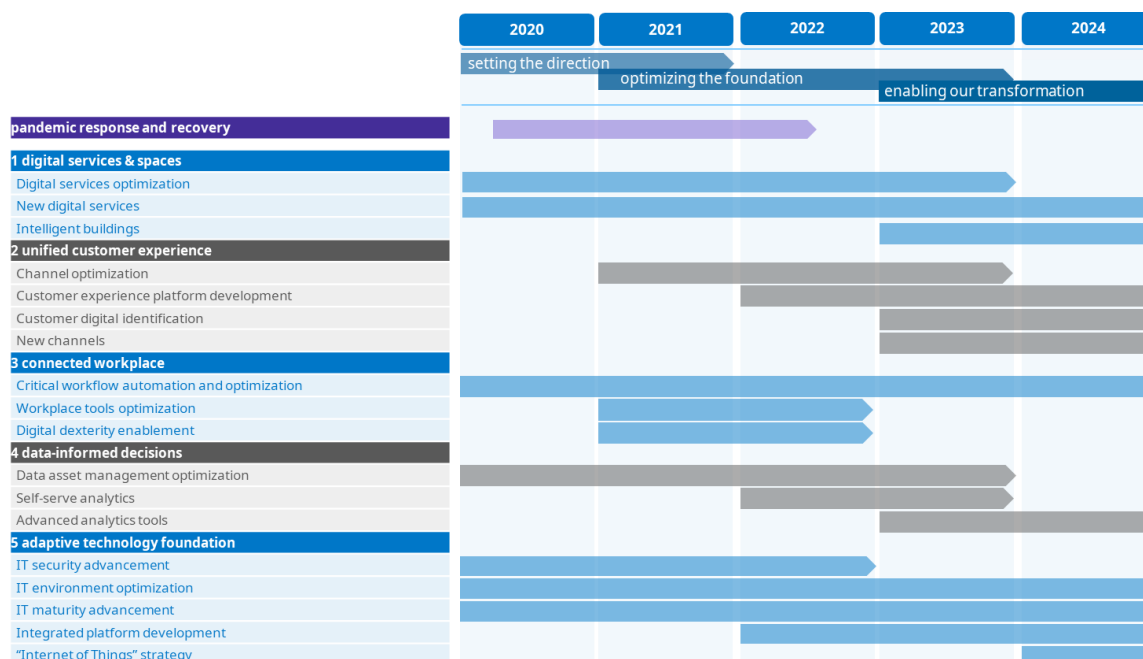 2020 2021 2022 2023 2024
setting the direction
optimizing the foundation
enabling our transformation
pandemic response and recovery
1 digital services & spaces
Digital services optimization
New digital services
Intelligent buildings
2 unified customer experience
Channel optimization
Customer experience platform development
Customer digital identification
New channels
3 connected workplace
Critical workflow automation and optimization
Workplace tools optimization
Digital dexterity enablement
4 data-informed decisions
Data asset management optimization
Self-serve analytics
Advanced analytics tools
5 adaptive technology foundation
IT security advancement
IT environment optimization
IT maturity advancement
Integrated platform development
“Internet of Things” strategy